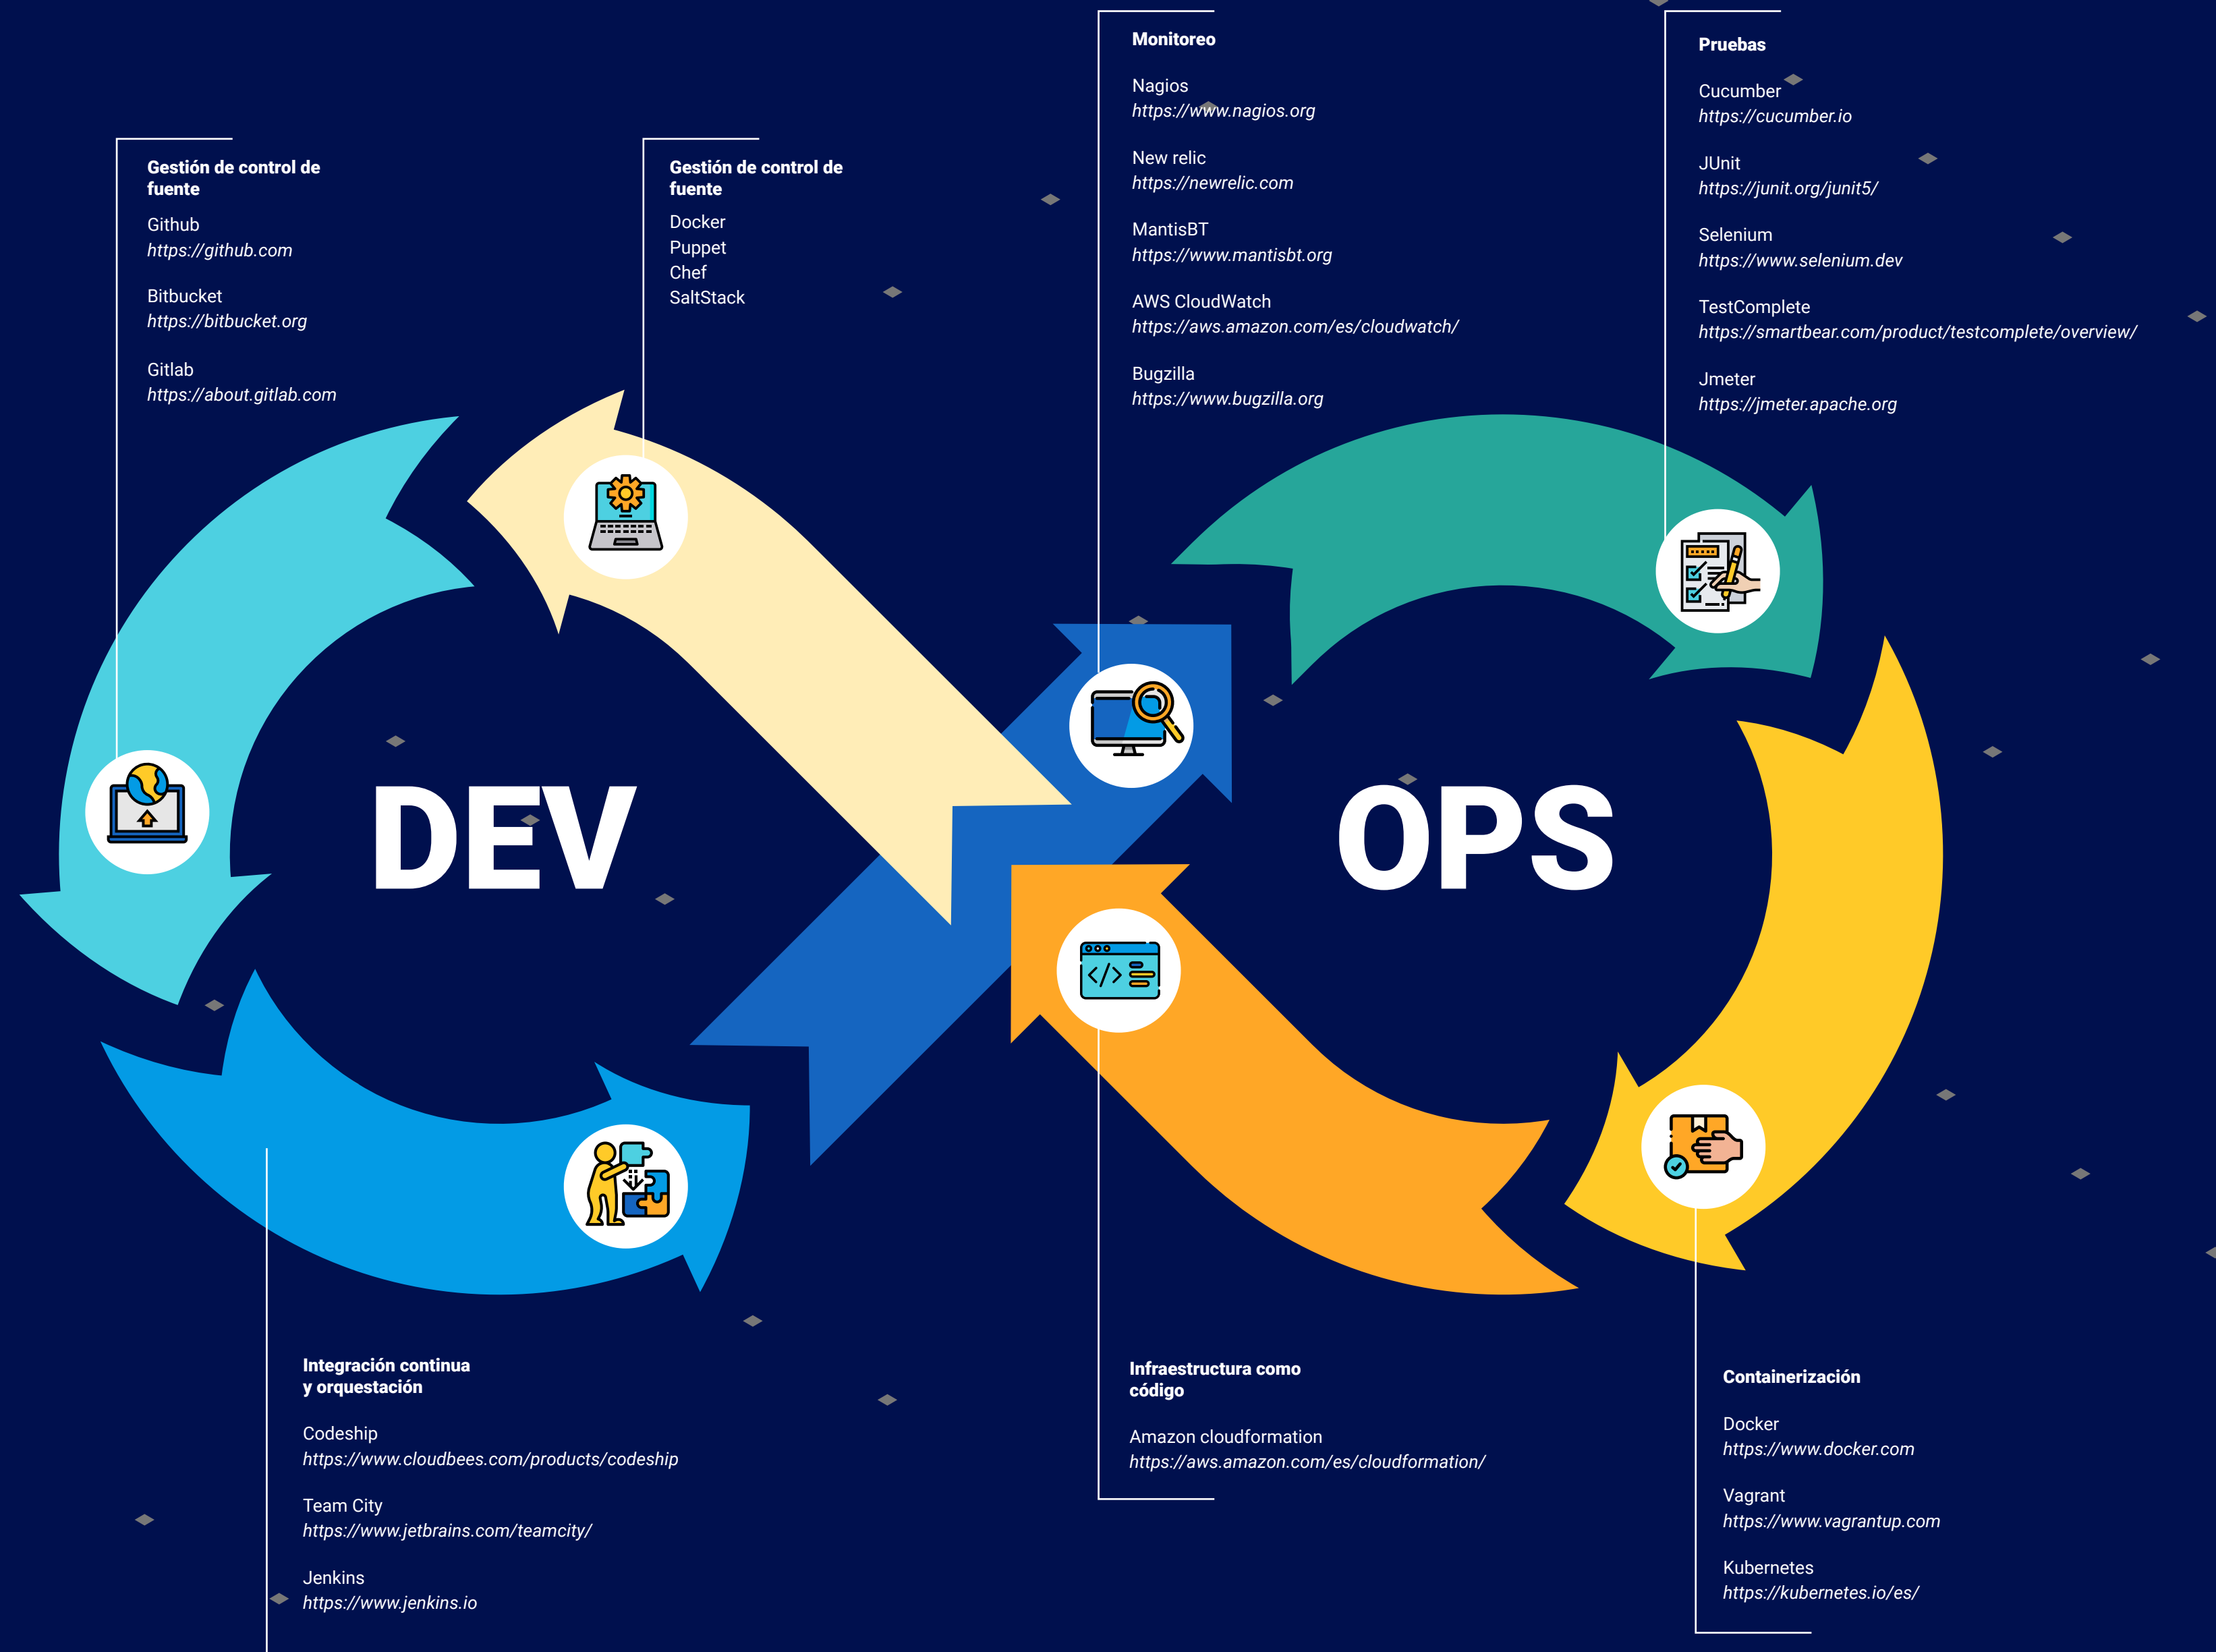 Gestión de control de
fuente
Github
https://github.com
Bitbucket
https://bitbucket.org
Gitlab
https://about.gitlab.com
Gestión de control de
fuente
Docker
Puppet
Chef
SaltStack
Monitoreo
Nagios
https://www.nagios.org
New relic
https://newrelic.com
MantisBT
https://www.mantisbt.org
AWS CloudWatch
https://aws.amazon.com/es/cloudwatch/
Bugzilla
https://www.bugzilla.org
Pruebas
Cucumber
https://cucumber.io
JUnit
https://junit.org/junit5/
Selenium
https://www.selenium.dev
TestComplete
https://smartbear.com/product/testcomplete/overview/
Jmeter
https://jmeter.apache.org
DEV
OPS
Integración continua
y orquestación
Codeship
https://www.cloudbees.com/products/codeship
Team City
https://www.jetbrains.com/teamcity/
Jenkins
https://www.jenkins.io
Infraestructura como
código
Amazon cloudformation
https://aws.amazon.com/es/cloudformation/
Containerización
Docker
https://www.docker.com
Vagrant
https://www.vagrantup.com
Kubernetes
https://kubernetes.io/es/